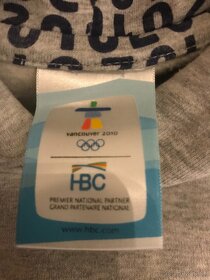 vancouver 2010
HBC
PREMIER NATIONAL PARTNER
GRAND PARTENAIRE NATIONAL
www.hbc.com